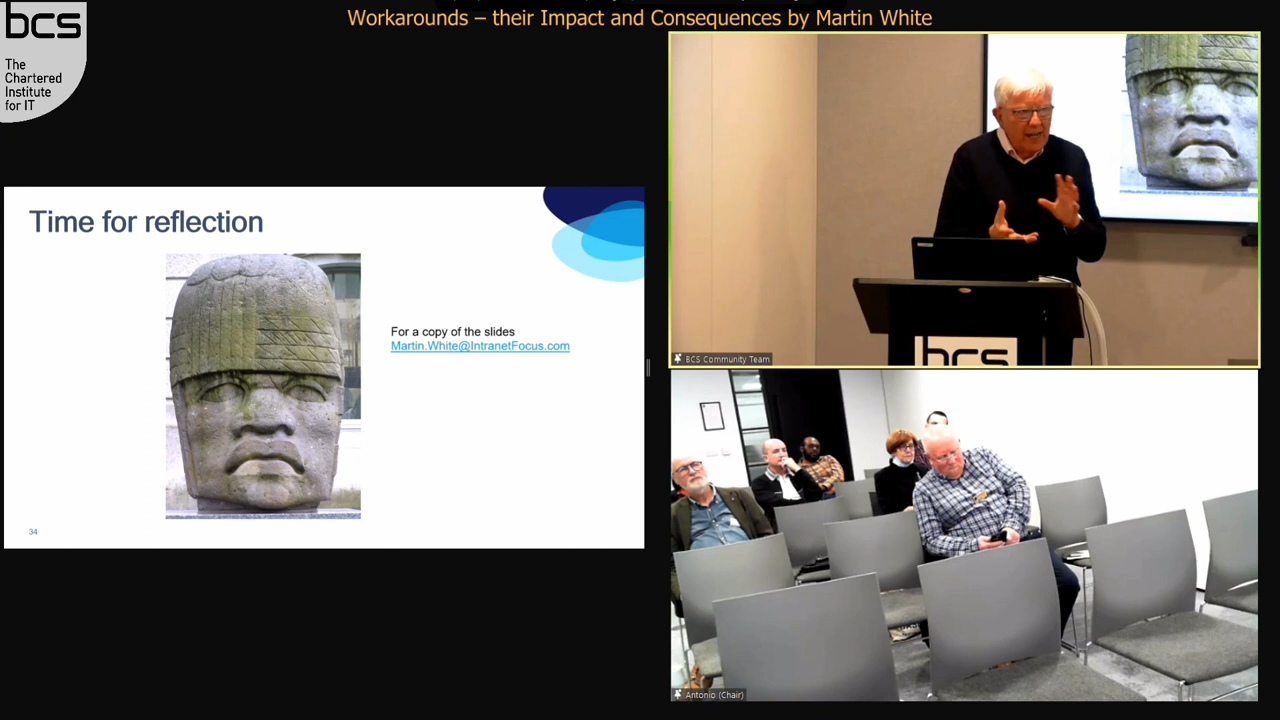 Workarounds – their Impact and Consequences by Martin White
bcs
The
Chartered
Institute
for IT
Time for reflection
For a copy of the slides
Martin.White@IntranetFocus.com
34
bcs
BCS Community Team
Antonio (Chair)